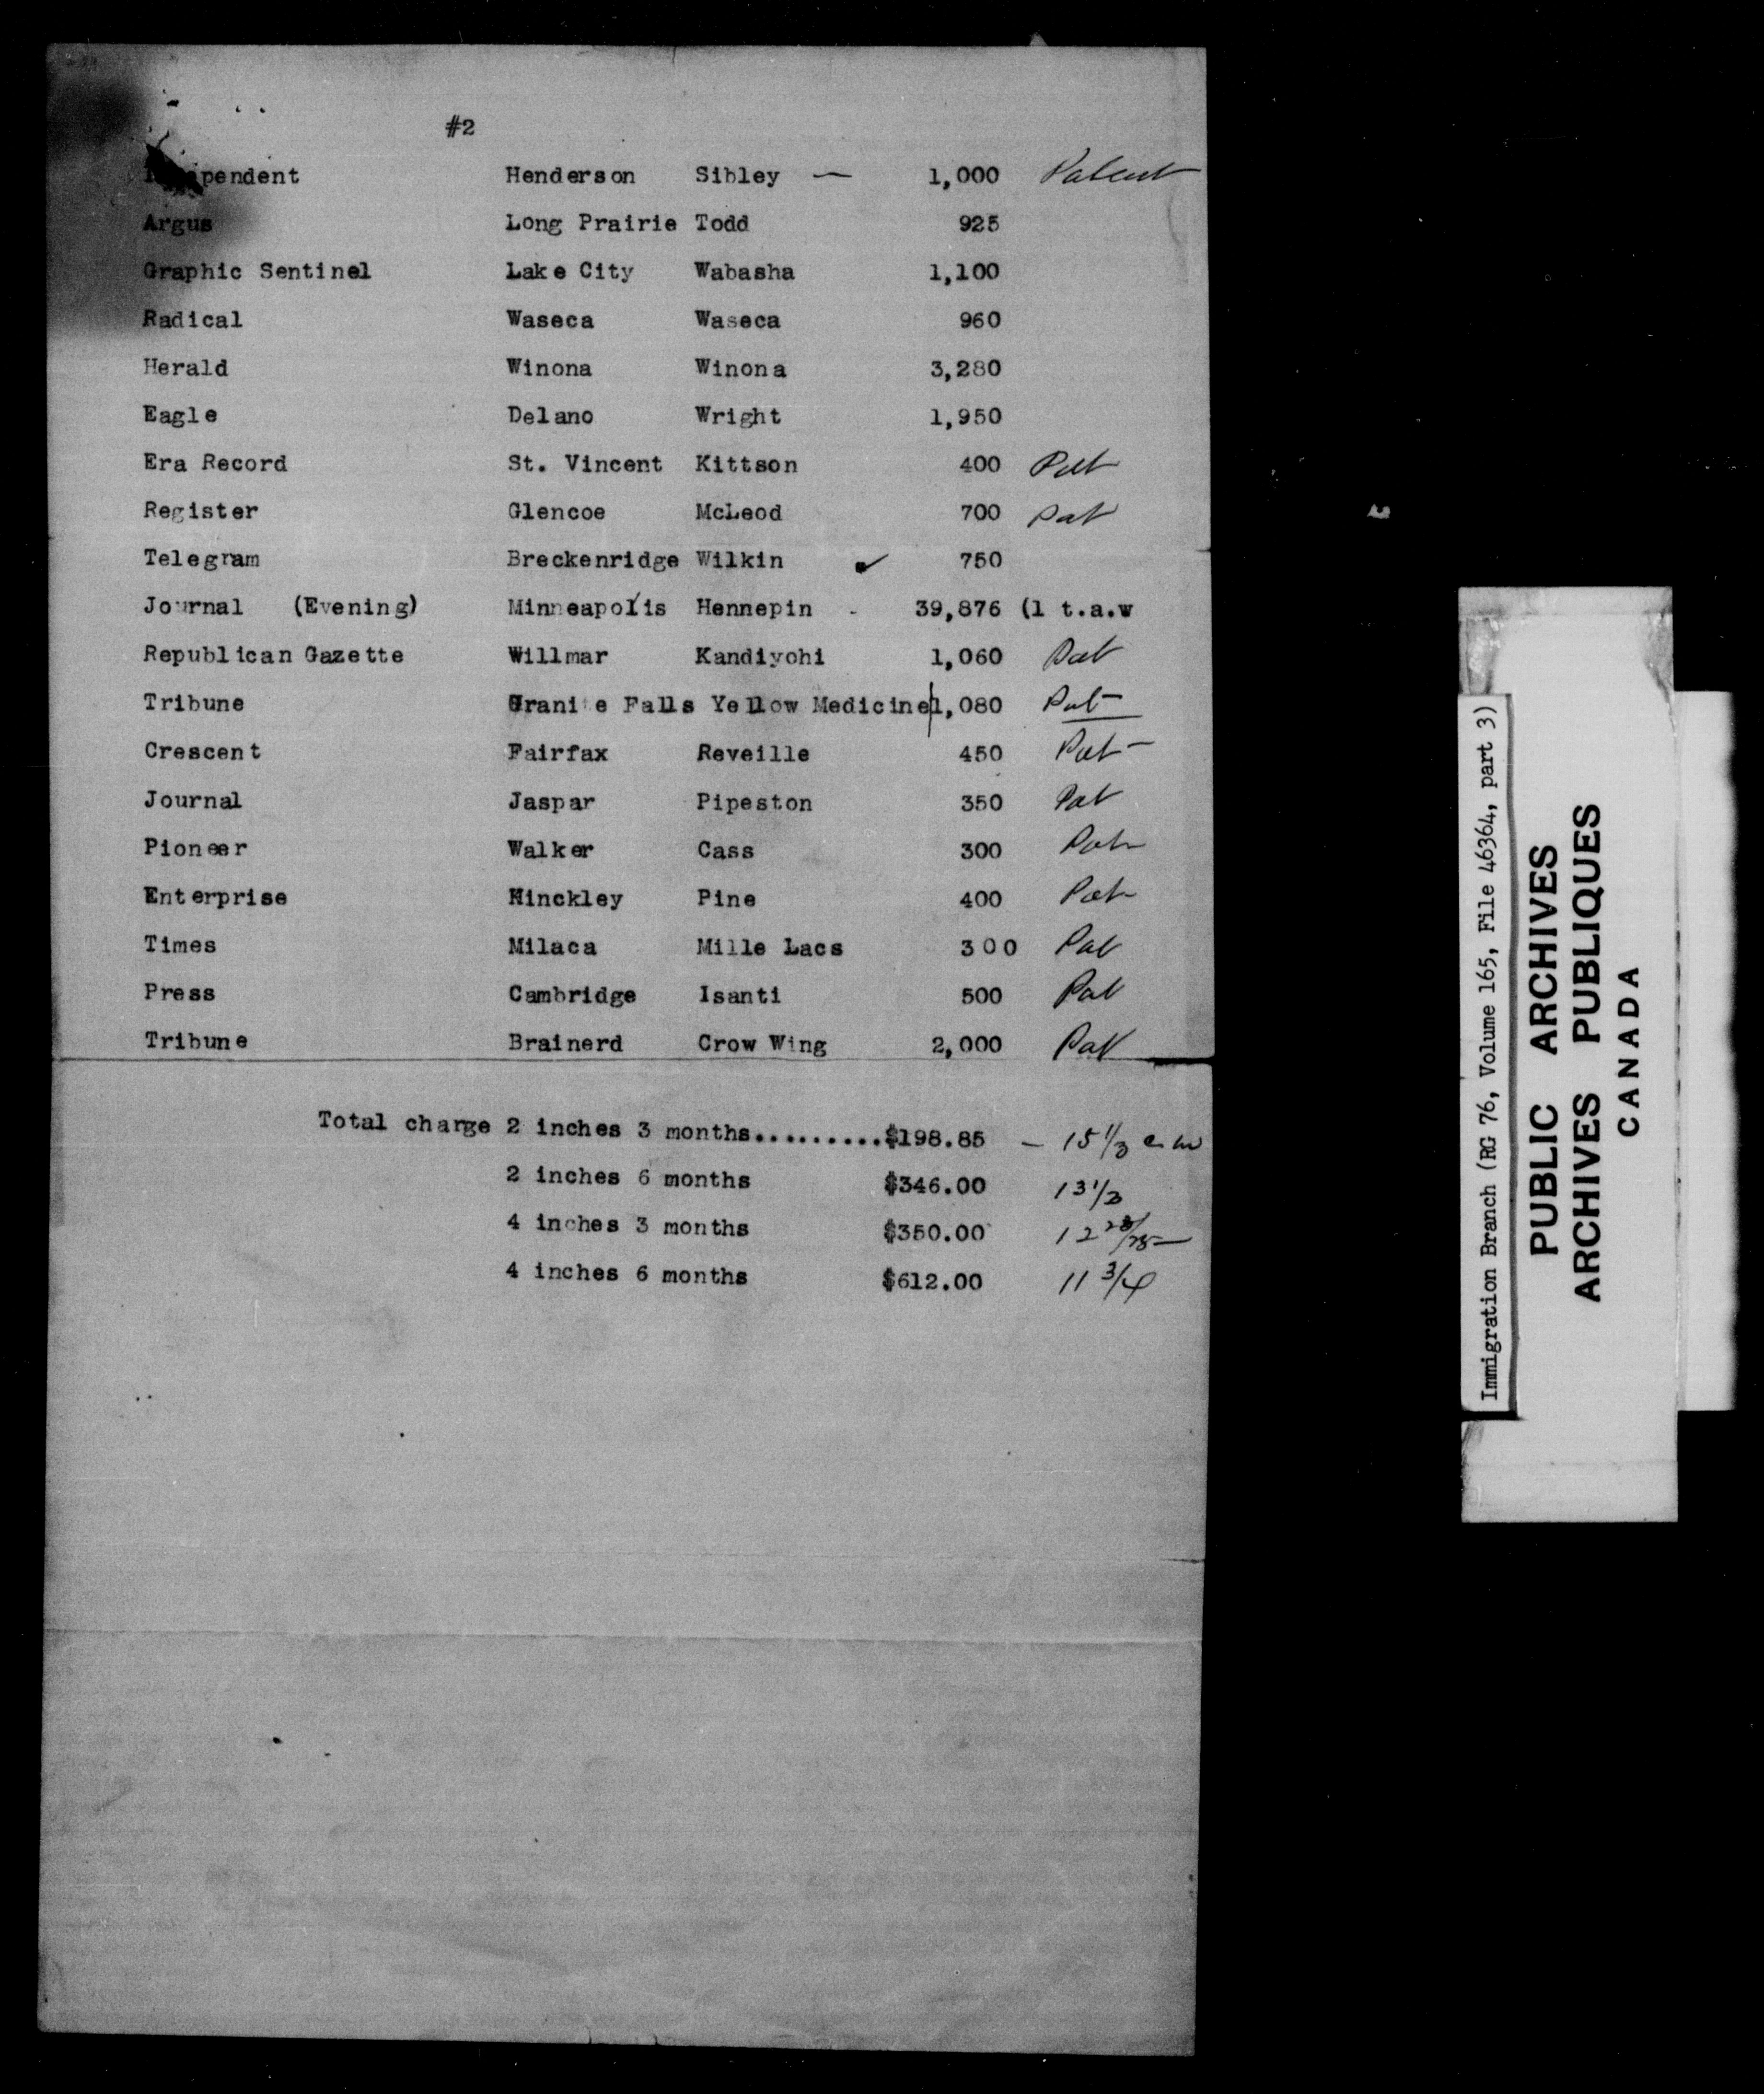 #2
Independent Henderson Sibley — 1,000 Patent
Argus Long Prairie Todd 925
Graphic Sentinel Lake City Wabasha 1,100
Radical Waseca Waseca 960
Herald Winona Winona 3,280
Eagle Delano Wright 1,950
Era Record St. Vincent Kittson 400 Pat
Register Glencoe McLeod 700 Pat
Telegram Breckenridge Wilkin ✓ 750
Journal (Evening) Minneapolis Hennepin - 39,876 (1 t.a.w
Republican Gazette Willmar Kandiyohi 1,060 Pat
Tribune Granite Falls Yellow Medicine 1,080 Pat
Crescent Fairfax Reveille 450 Pat
Journal Jaspar Pipeston 350 Pat
Pioneer Walker Cass 300 Pat
Enterprise Hinckley Pine 400 Pat
Times Milaca Mille Lacs 300 Pat
Press Cambridge Isanti 500 Pat
Tribune Brainerd Crow Wing 2,000 Pat
Total charge 2 inches 3 months.........$198.85 — 15 1/3
2 inches 6 months $346.00 13 1/3
4 inches 3 months $350.00 12
4 inches 6 months $612.00 11 3/4
Immigration Branch (RG 76, Volume 165, File 46364, part 3)
PUBLIC ARCHIVES
ARCHIVES PUBLIQUES
CANADA